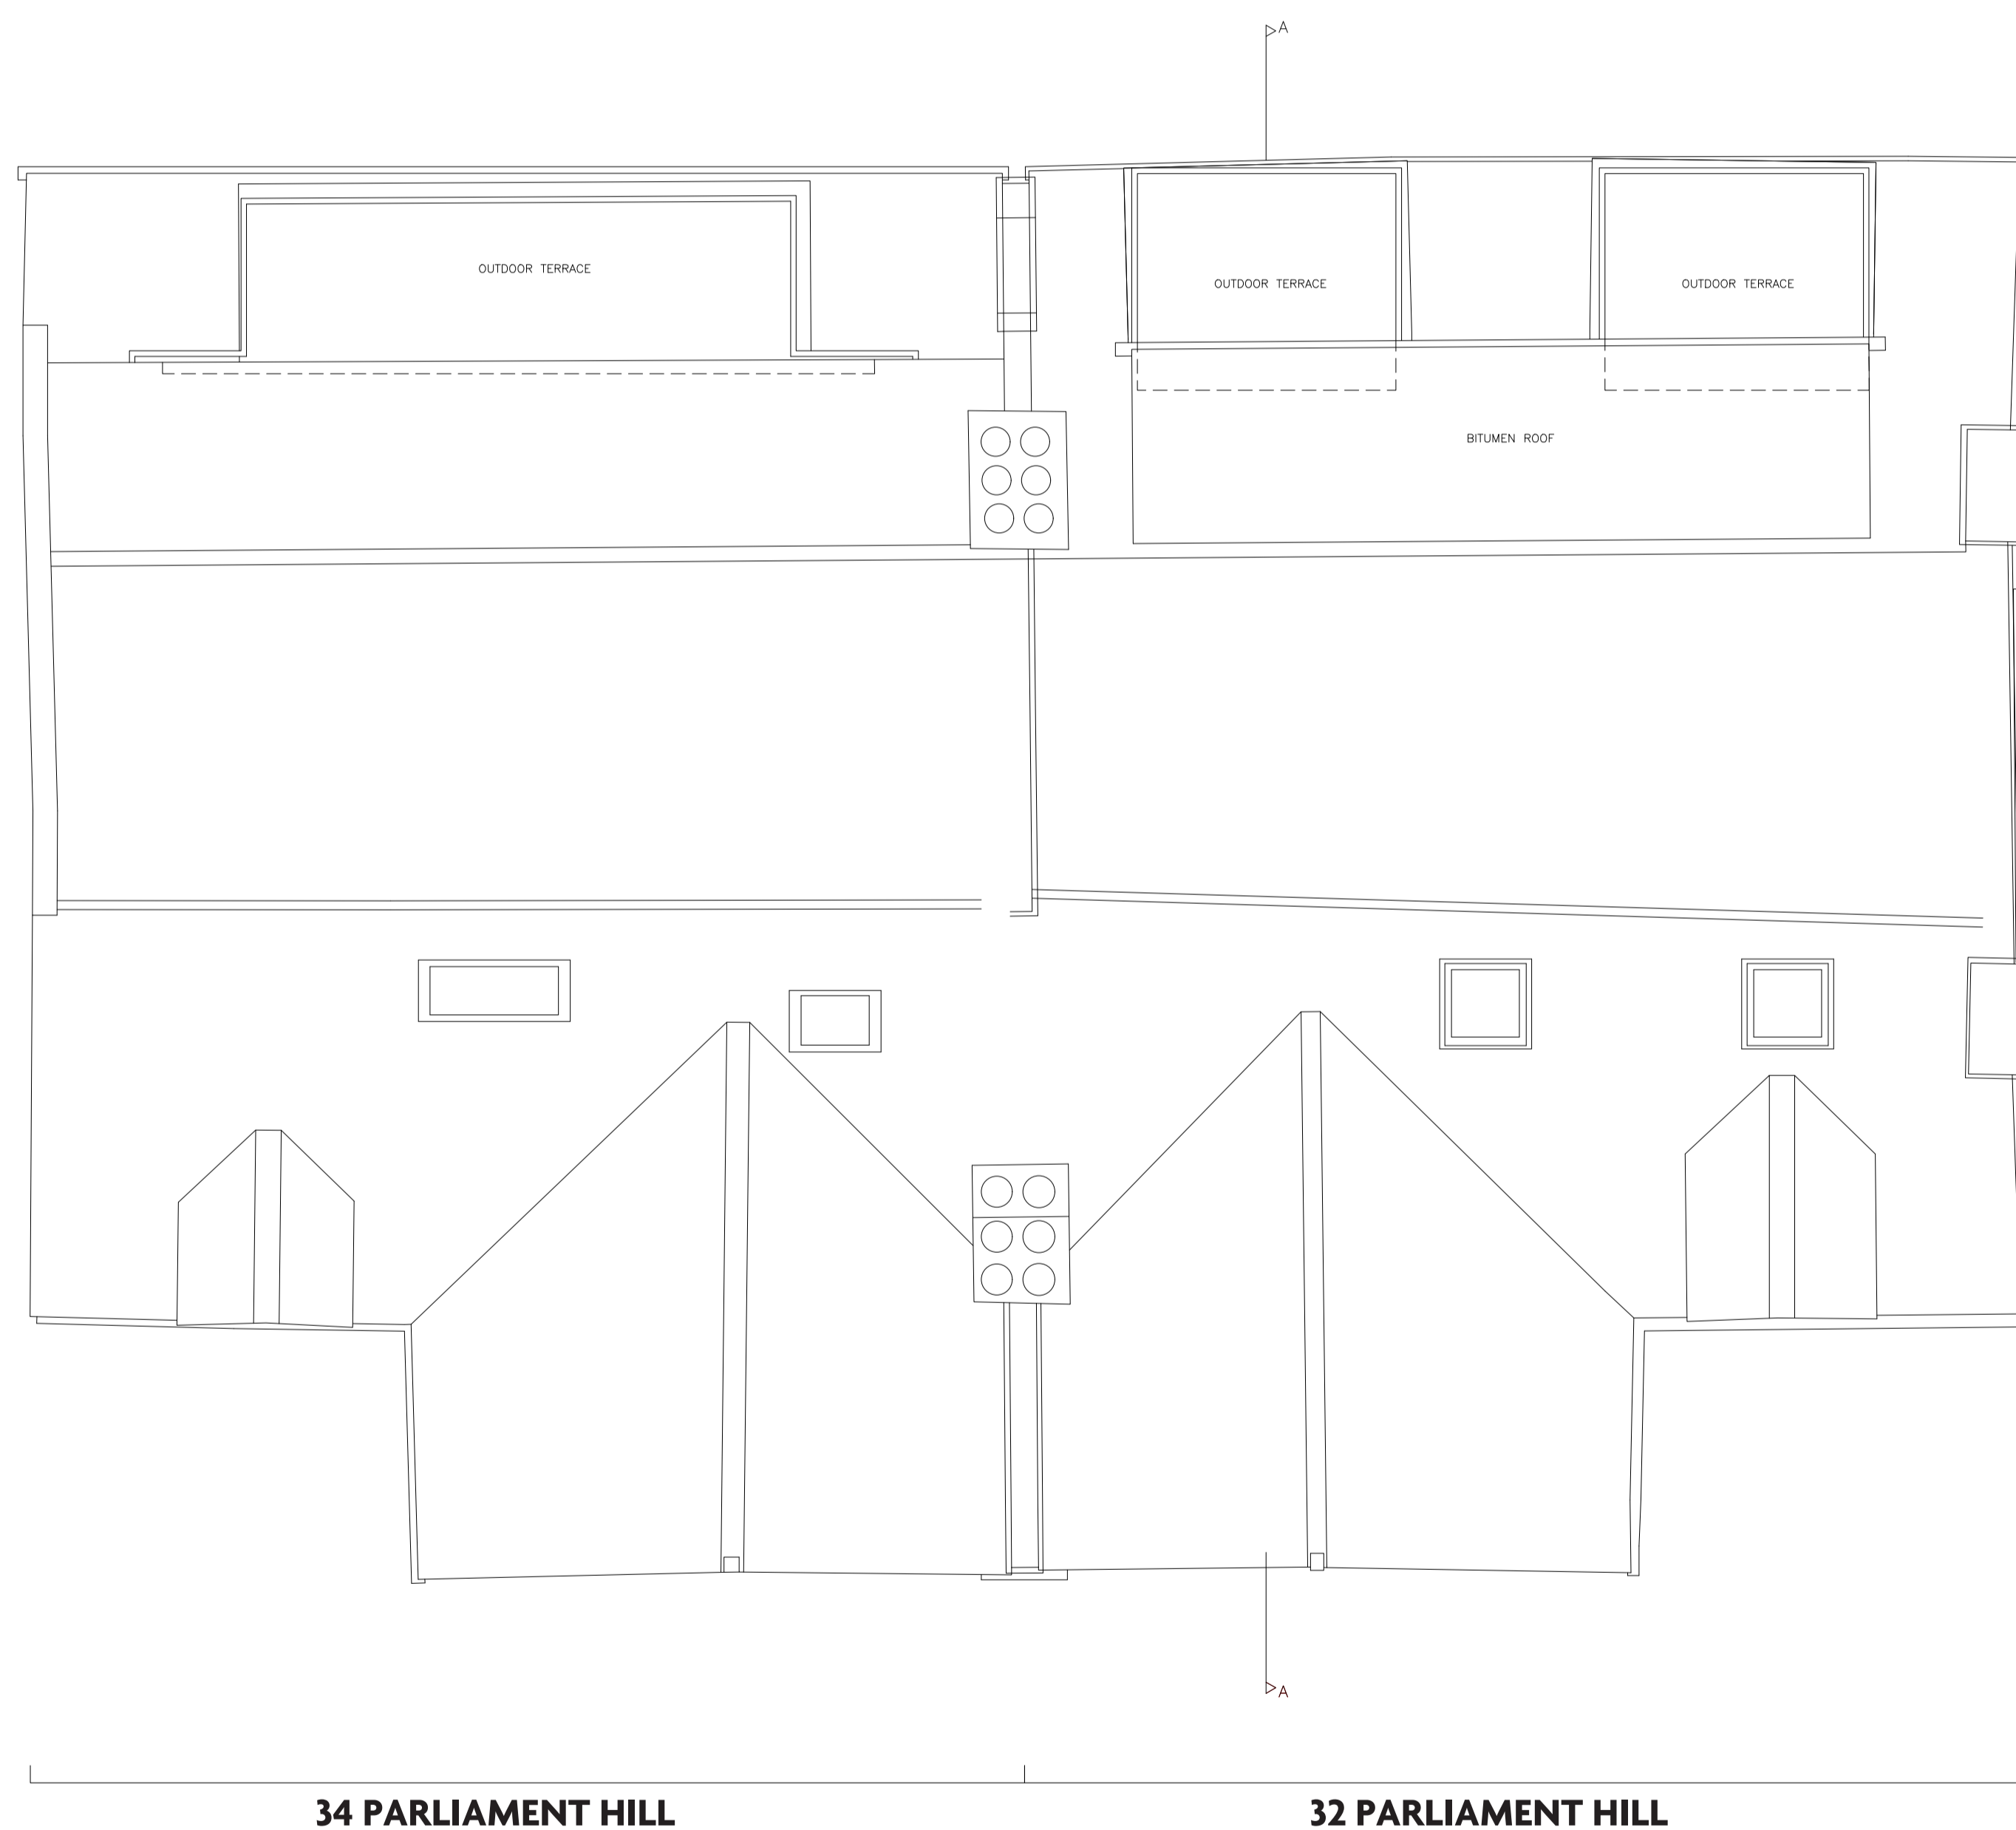 A
OUTDOOR TERRACE
OUTDOOR TERRACE
OUTDOOR TERRACE
BITUMEN ROOF
A
34 PARLIAMENT HILL
32 PARLIAMENT HILL